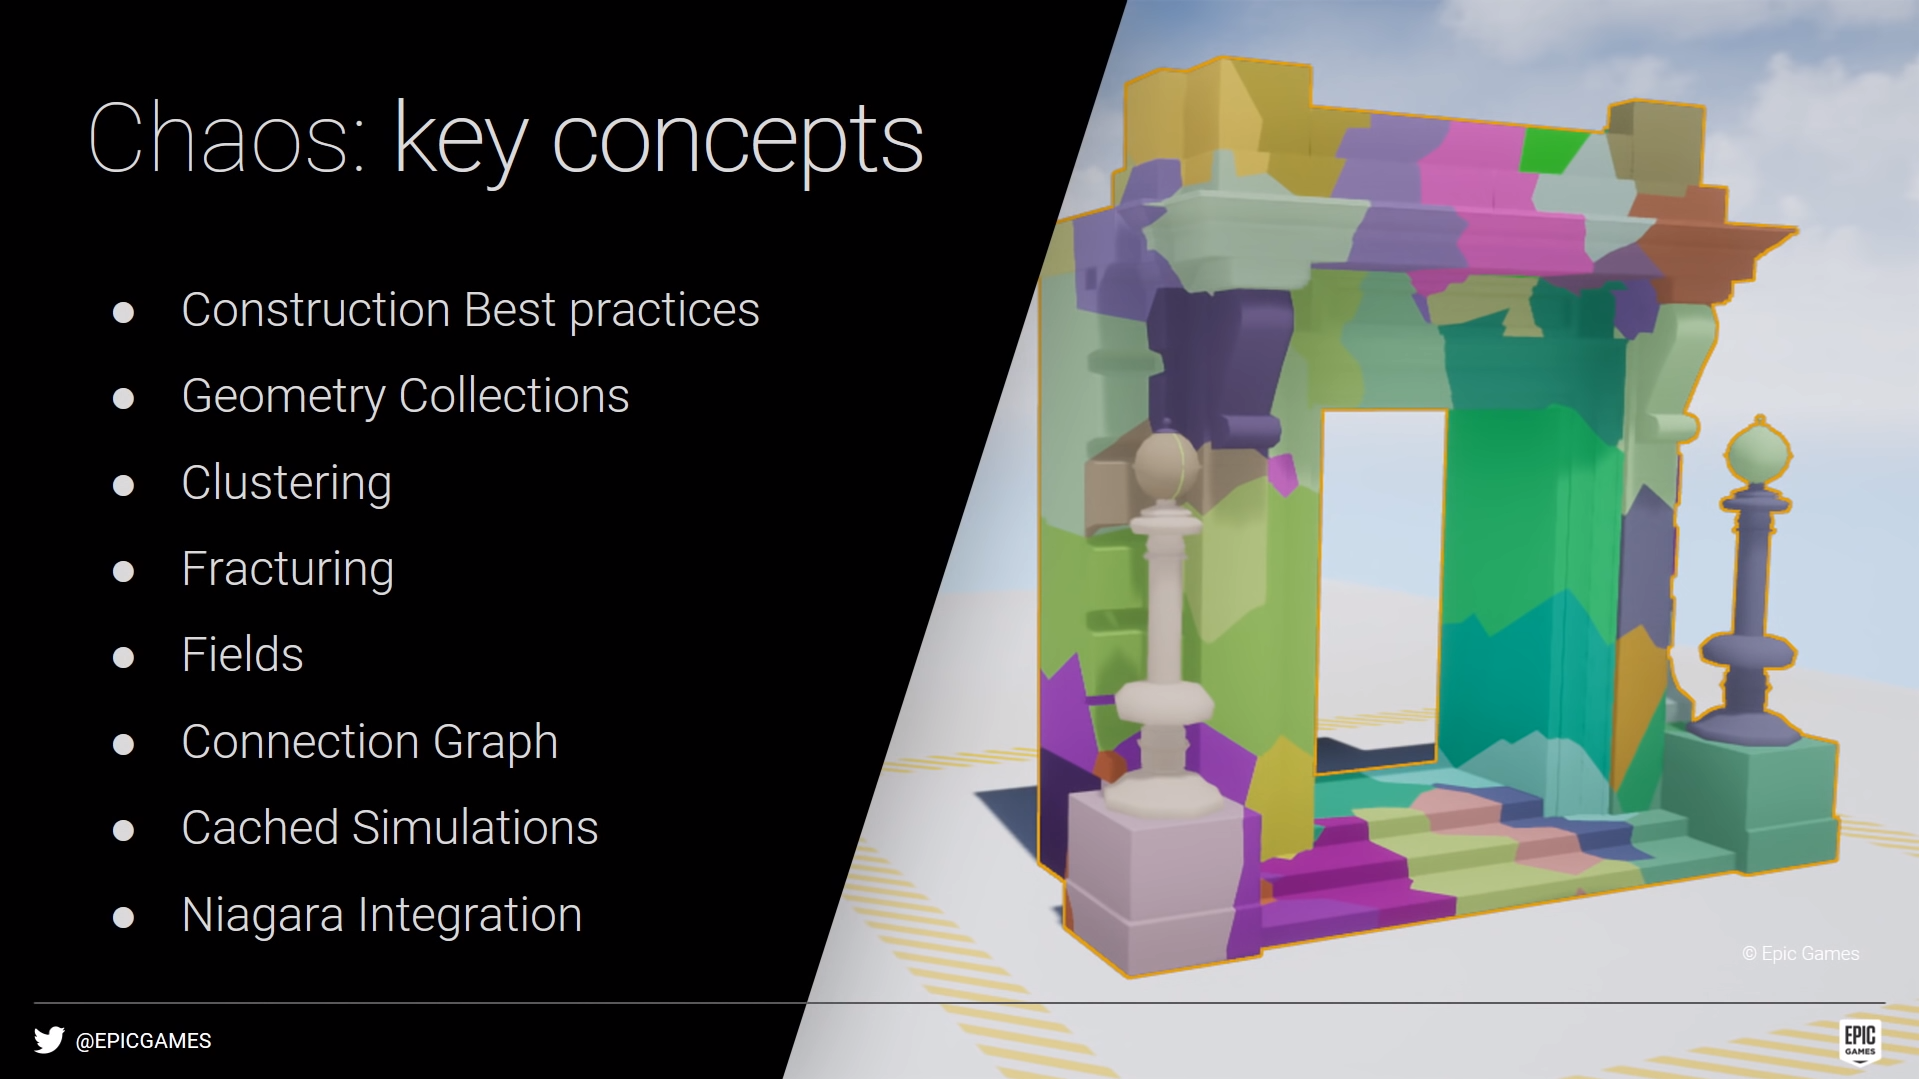 Chaos: key concepts
● Construction Best practices
● Geometry Collections
● Clustering
● Fracturing
● Fields
● Connection Graph
● Cached Simulations
● Niagara Integration
© Epic Games
@EPICGAMES
EPIC
GAMES